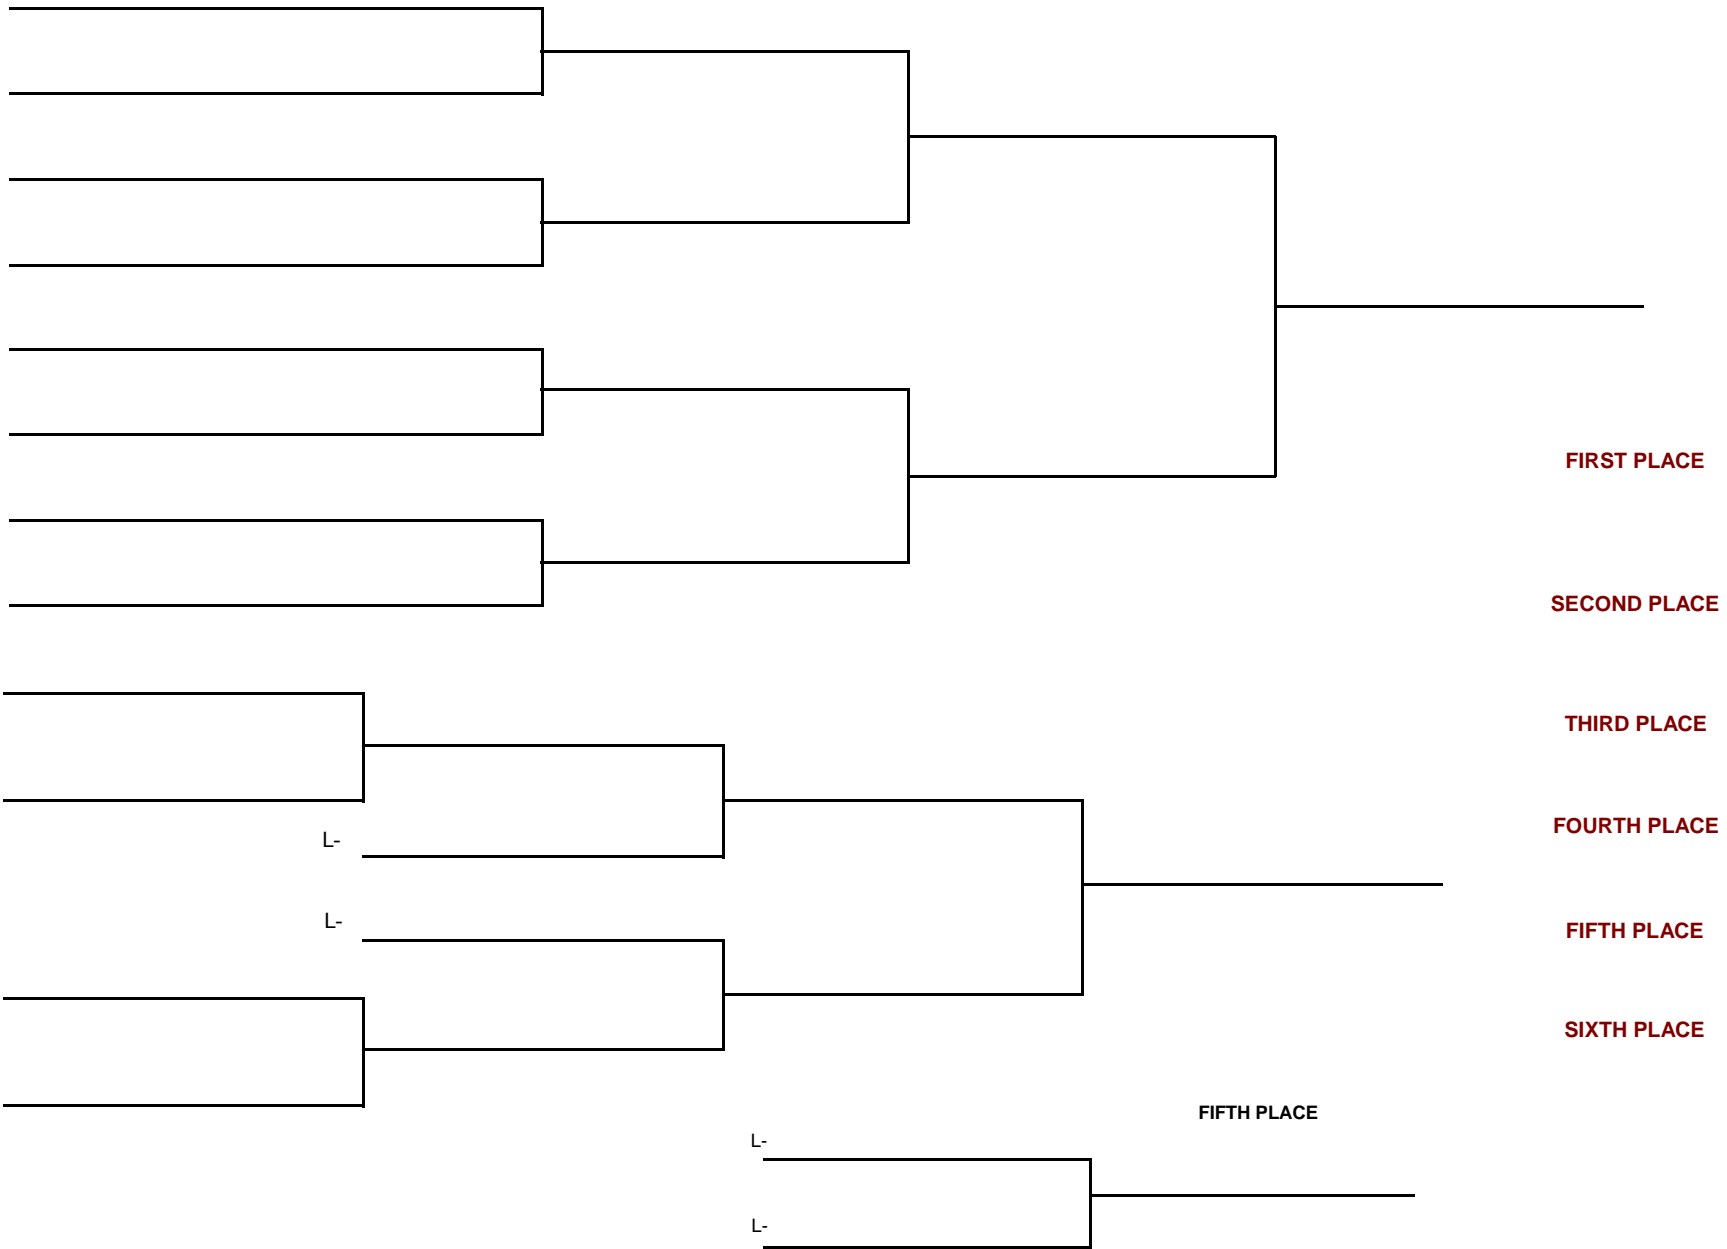 FIRST PLACE
SECOND PLACE
THIRD PLACE
FOURTH PLACE
L-
L-
FIFTH PLACE
SIXTH PLACE
FIFTH PLACE
L-
L-